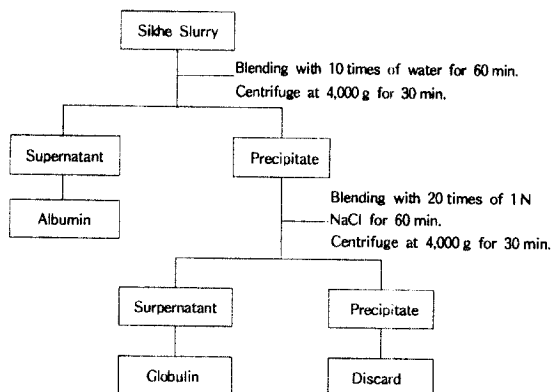 Sikhe Slurry
Blending with 10 times of water for 60 min.
Centrifuge at 4,000 g for 30 min.
Supernatant
Precipitate
Albumin
Blending with 20 times of 1 N
NaCl for 60 min.
Centrifuge at 4,000 g for 30 min.
Surpernatant
Precipitate
Globulin
Discard